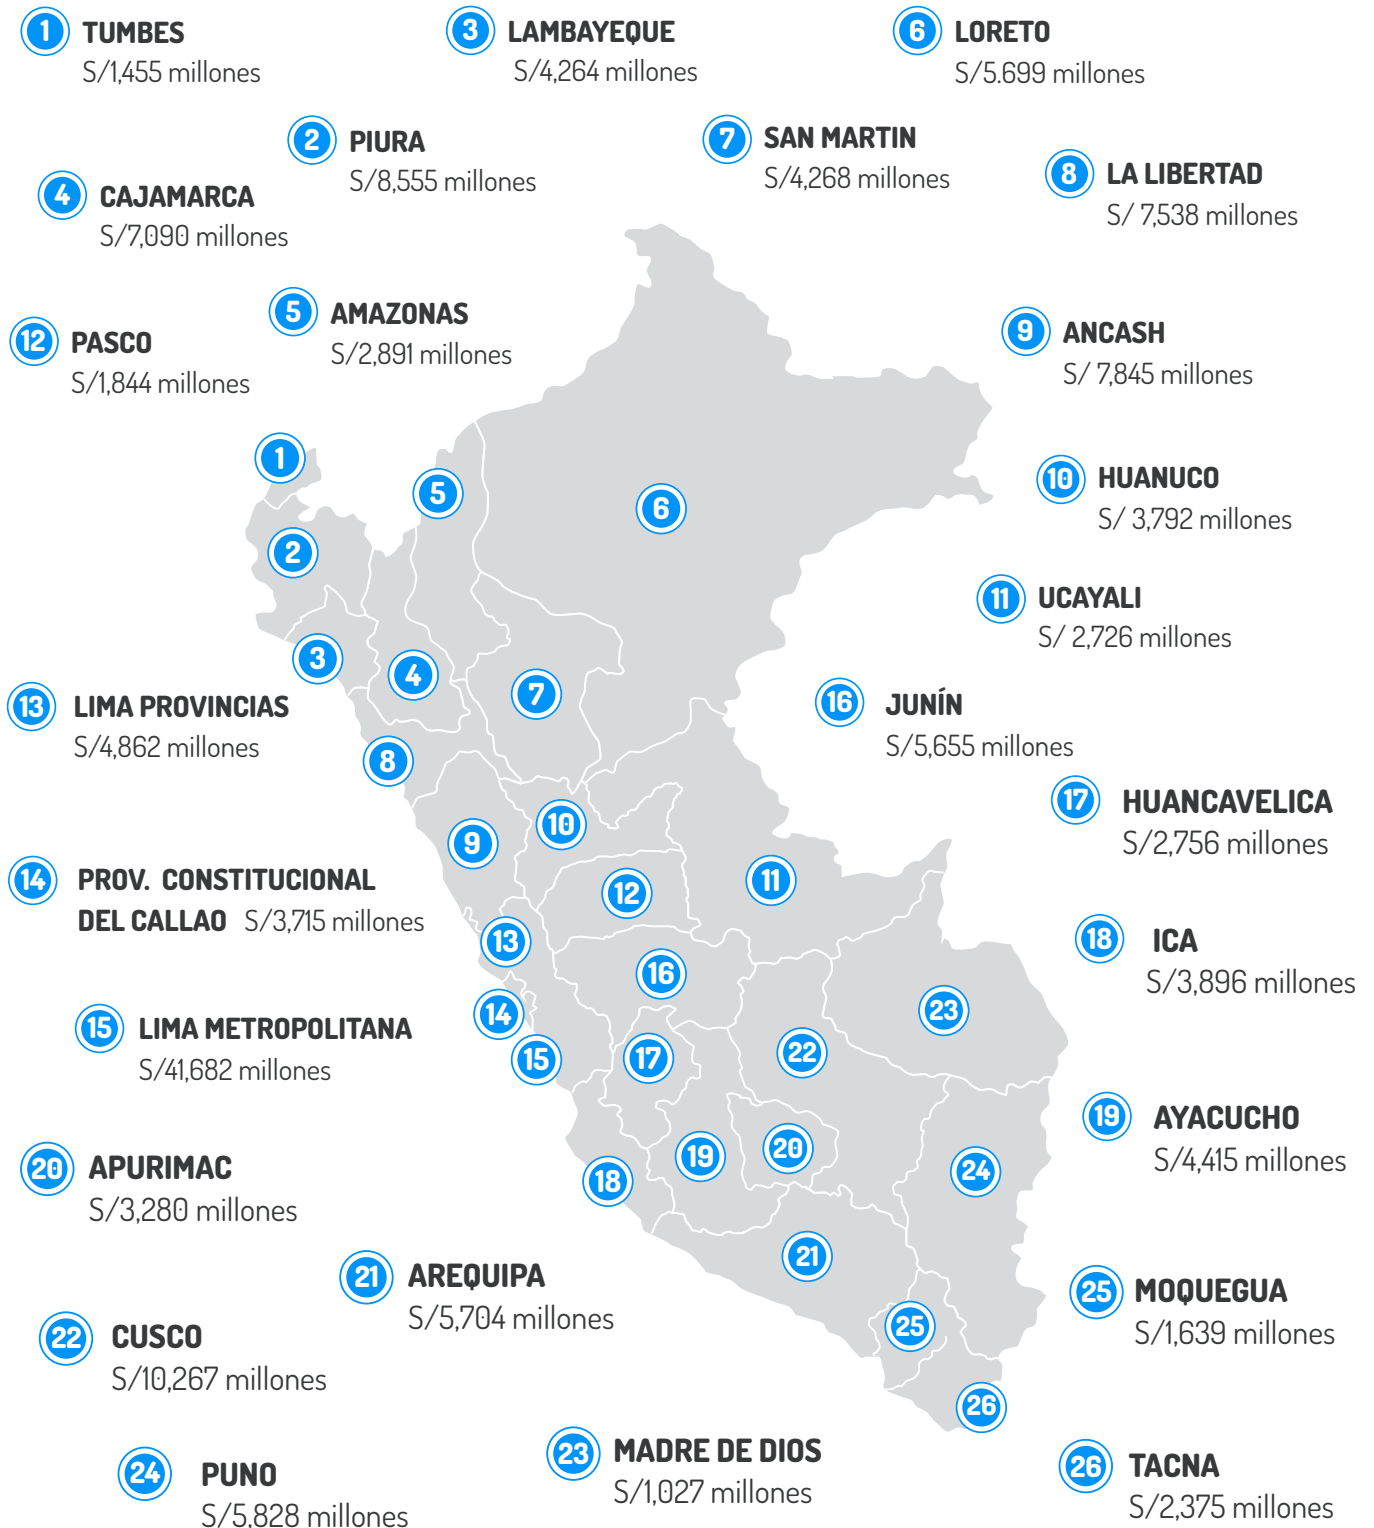 1 TUMBES
S/1,455 millones
3 LAMBAYEQUE
S/4,264 millones
6 LORETO
S/5.699 millones
2 PIURA
S/8,555 millones
7 SAN MARTIN
S/4,268 millones
8 LA LIBERTAD
S/ 7,538 millones
4 CAJAMARCA
S/7,090 millones
5 AMAZONAS
S/2,891 millones
12 PASCO
S/1,844 millones
9 ANCASH
S/ 7,845 millones
10 HUANUCO
S/ 3,792 millones
11 UCAYALI
S/ 2,726 millones
13 LIMA PROVINCIAS
S/4,862 millones
16 JUNÍN
S/5,655 millones
17 HUANCAVELICA
S/2,756 millones
14 PROV. CONSTITUCIONAL
DEL CALLAO S/3,715 millones
18 ICA
S/3,896 millones
15 LIMA METROPOLITANA
S/41,682 millones
19 AYACUCHO
S/4,415 millones
20 APURIMAC
S/3,280 millones
21 AREQUIPA
S/5,704 millones
25 MOQUEGUA
S/1,639 millones
22 CUSCO
S/10,267 millones
23 MADRE DE DIOS
S/1,027 millones
24 PUNO
S/5,828 millones
26 TACNA
S/2,375 millones
1
5
6
2
3
4
7
8
10
9
11
12
13
16
23
14
15
17
22
20
19
24
18
21
25
26